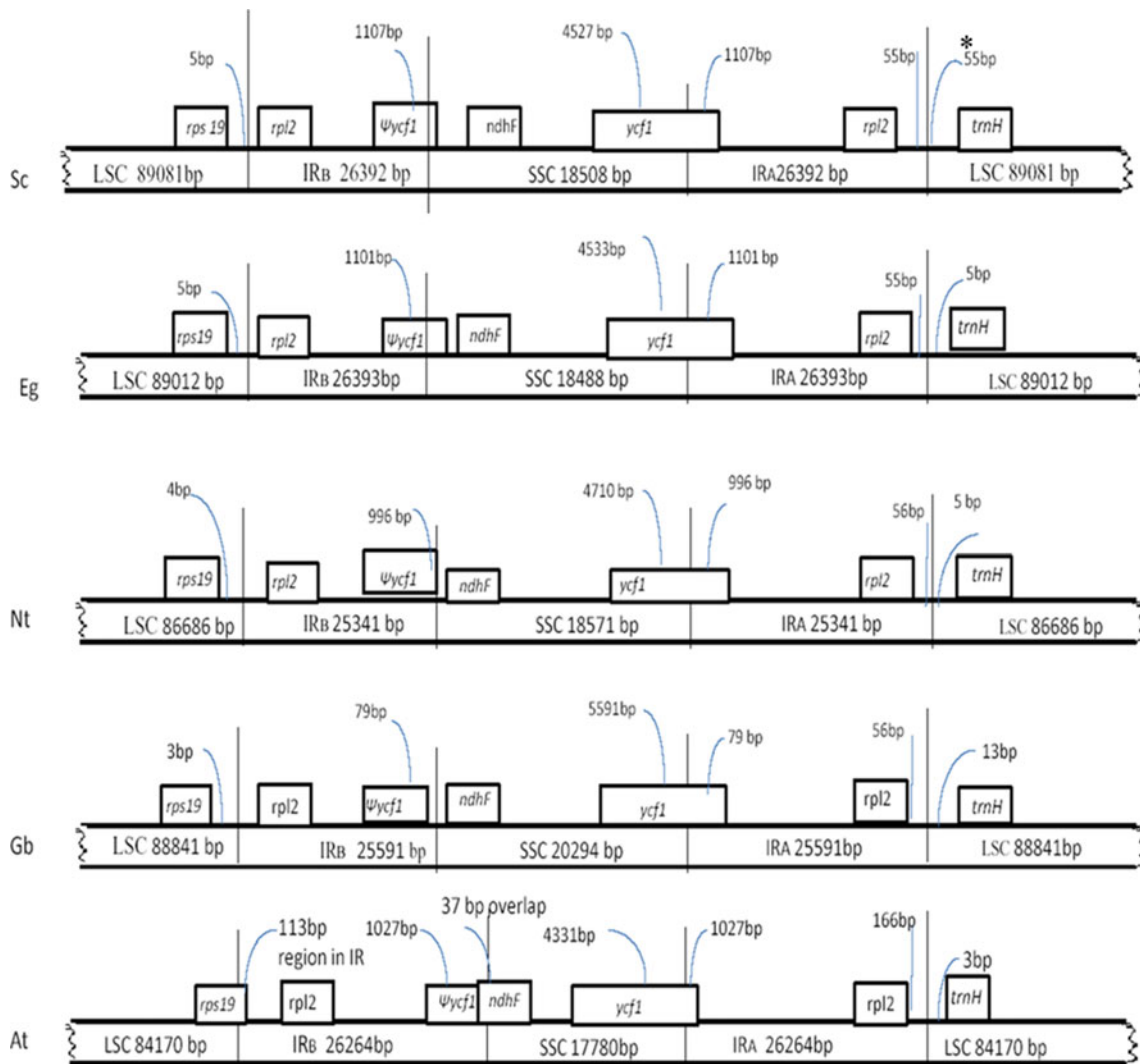 *
5bp 1107bp 4527 bp 1107bp 55bp 55bp
rps 19 rpl2 Ψycf1 ndhF ycf1 rpl2 trnH
Sc LSC 89081bp IRB 26392 bp SSC 18508 bp IRA26392 bp LSC 89081 bp
5bp 1101bp 4533bp 1101 bp 55bp 5bp
rps19 rpl2 Ψycf1 ndhF ycf1 rpl2 trnH
Eg LSC 89012 bp IRB 26393bp SSC 18488 bp IRA 26393bp LSC 89012 bp
4bp 996 bp 4710 bp 996 bp 56bp 5 bp
rps19 rpl2 Ψycf1 ndhF ycf1 rpl2 trnH
Nt LSC 86686 bp IRB 25341 bp SSC 18571 bp IRA 25341 bp LSC 86686 bp
3bp 79bp 5591bp 79 bp 56bp 13bp
rps19 rpl2 Ψycf1 ndhF ycf1 rpl2 trnH
Gb LSC 88841 bp IRB 25591 bp SSC 20294 bp IRA 25591bp LSC 88841bp
37 bp overlap
113bp 1027bp 4331bp 1027bp 166bp 3bp
region in IR
rps19 rpl2 Ψycf1 ndhF ycf1 rpl2 trnH
At LSC 84170 bp IRB 26264bp SSC 17780bp IRA 26264bp LSC 84170 bp